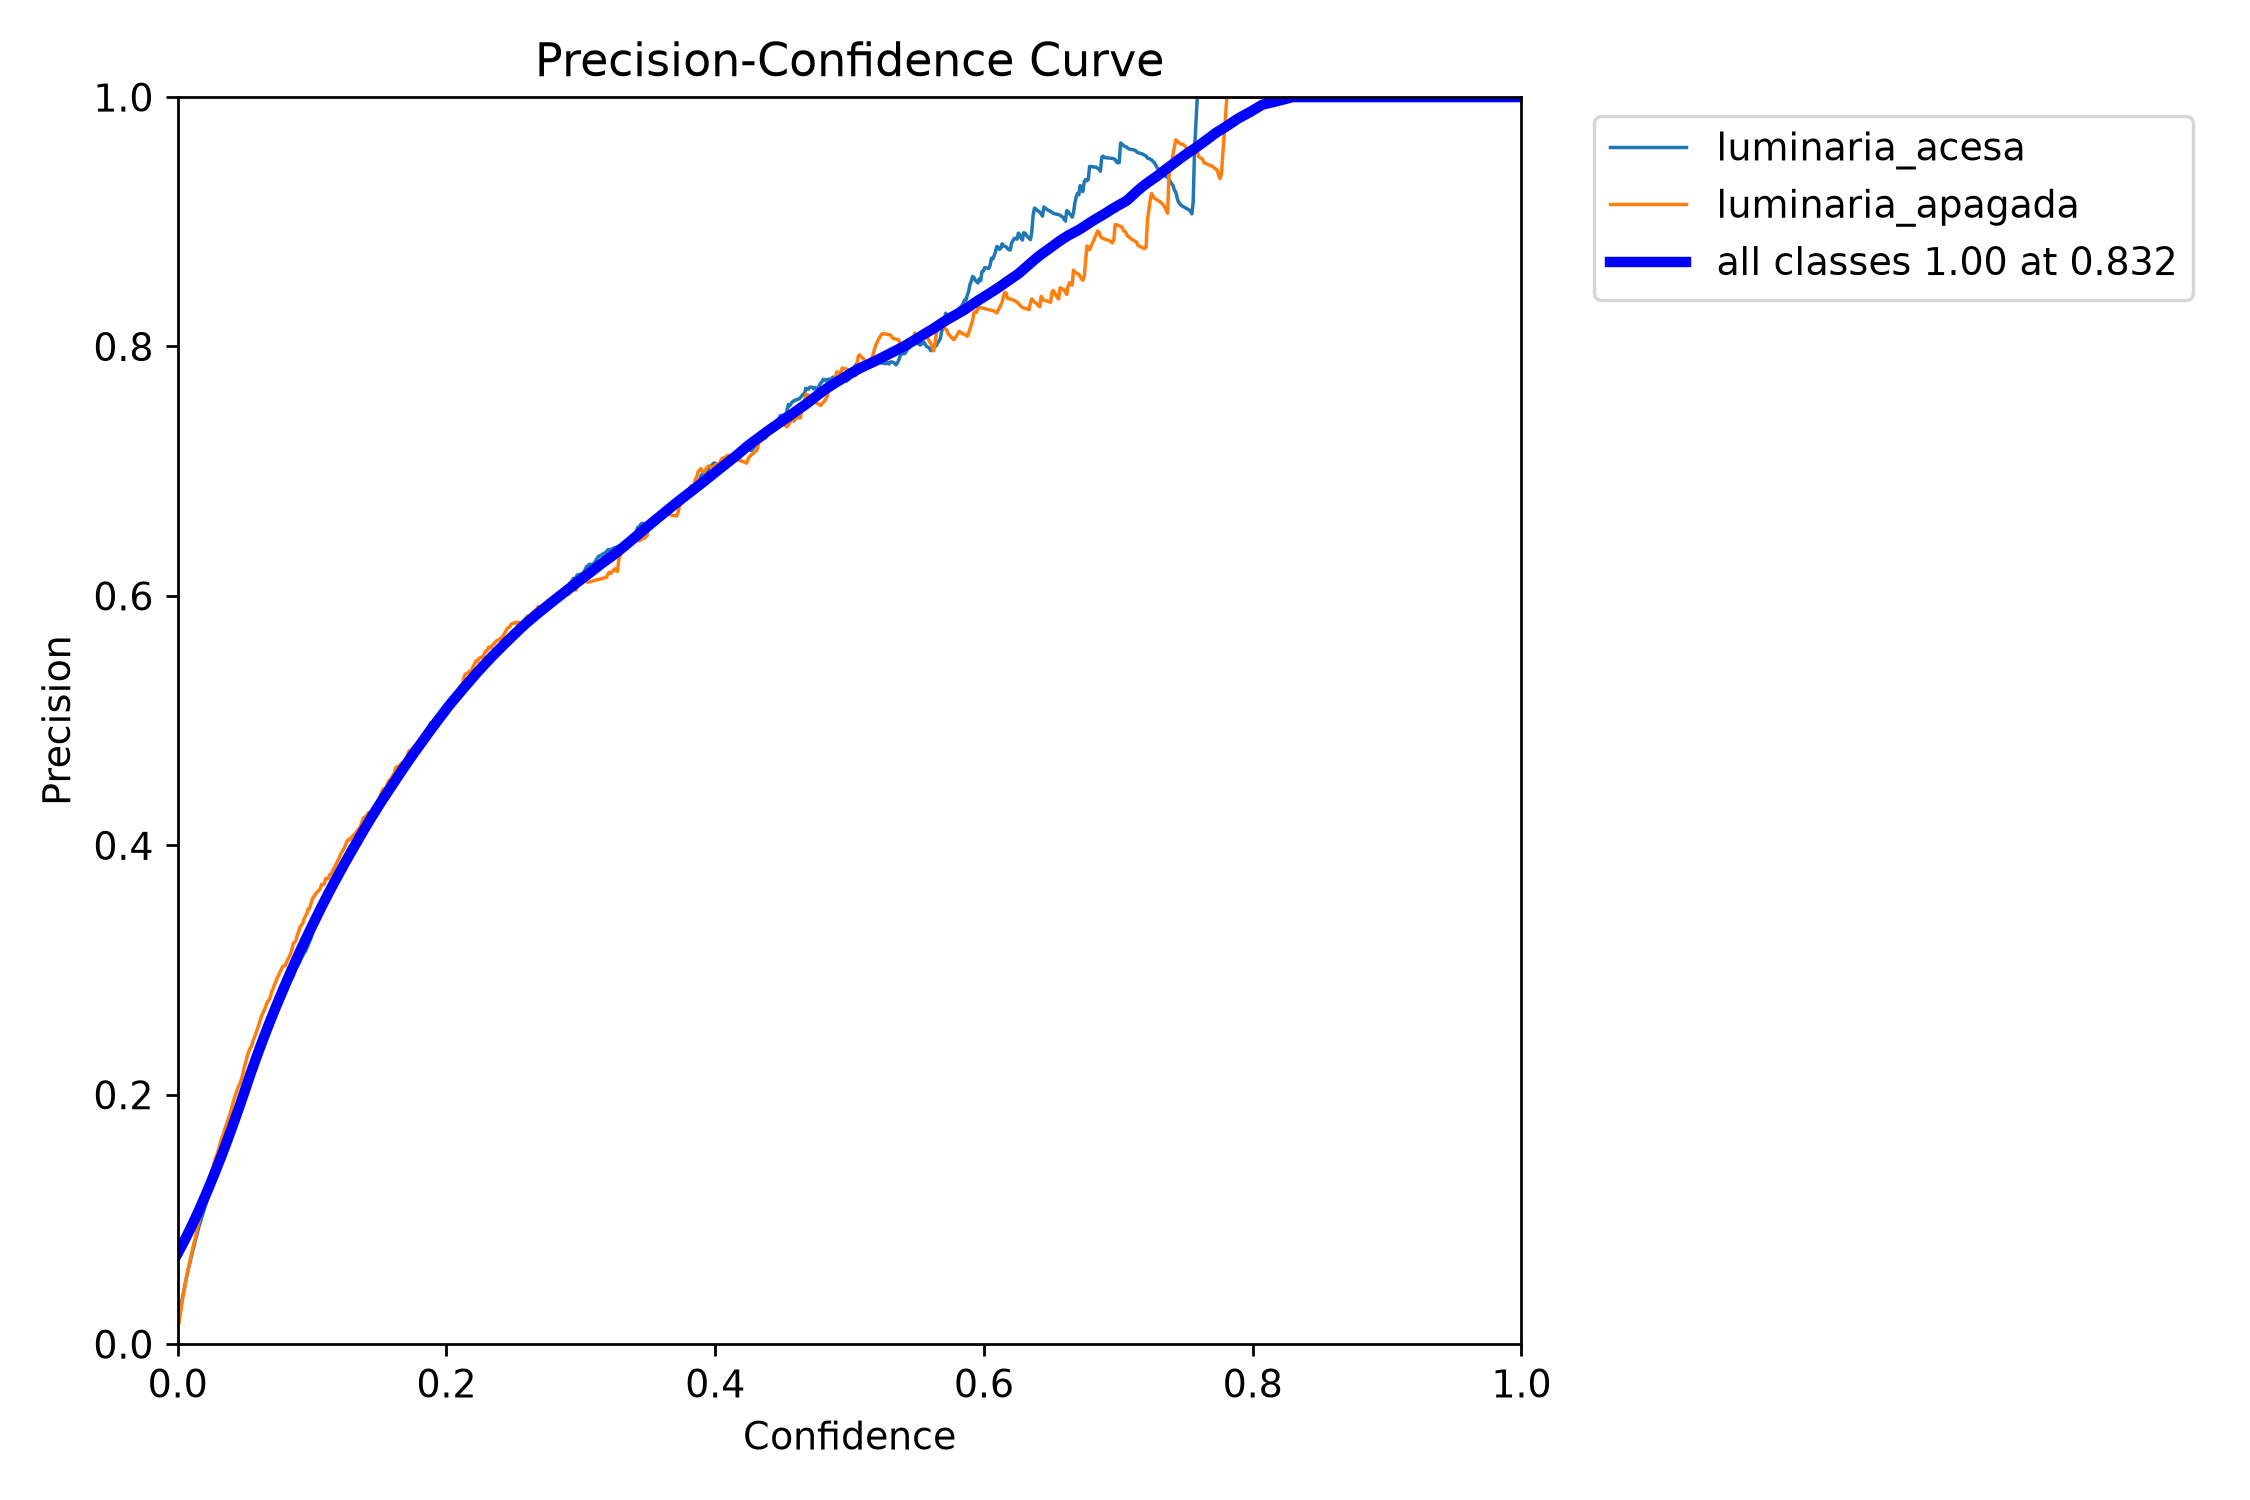 Precision-Confidence Curve
1.0
0.8
0.6
0.4
0.2
0.0
Precision
0.0 0.2 0.4 0.6 0.8 1.0
Confidence
luminaria_acesa
luminaria_apagada
all classes 1.00 at 0.832